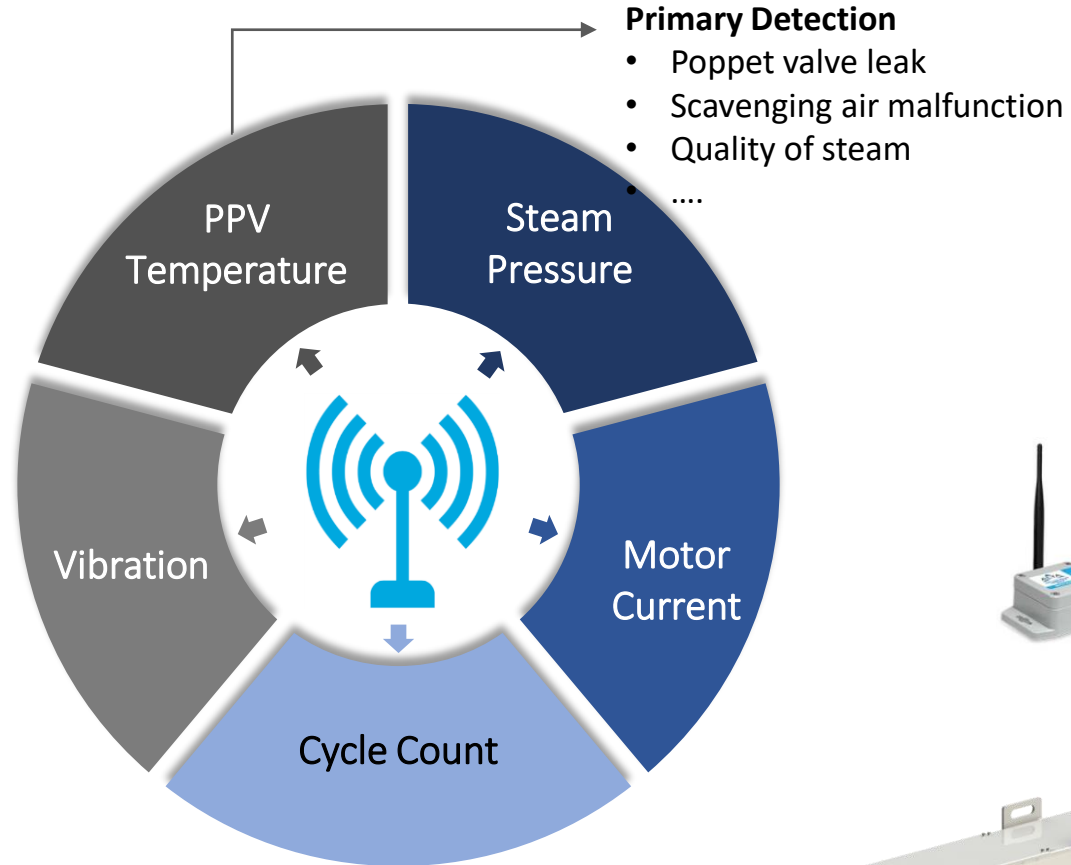 Primary Detection
• Poppet valve leak
• Scavenging air malfunction
• Quality of steam
• ....
PPV
Temperature
Steam
Pressure
Vibration
Motor
Current
Cycle Count